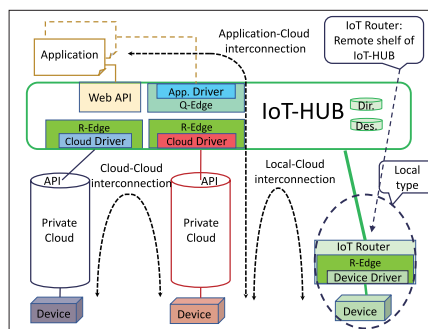 Application-Cloud
interconnection
IoT Router:
Remote shelf of
IoT-HUB
Application
Web API
App. Driver
Q-Edge
IoT-HUB
Dir.
Des.
R-Edge
Cloud Driver
R-Edge
Cloud Driver
API
Cloud-Cloud
interconnection
API
Local-Cloud
interconnection
Local
type
Private
Cloud
Private
Cloud
IoT Router
R-Edge
Device Driver
Device
Device
Device